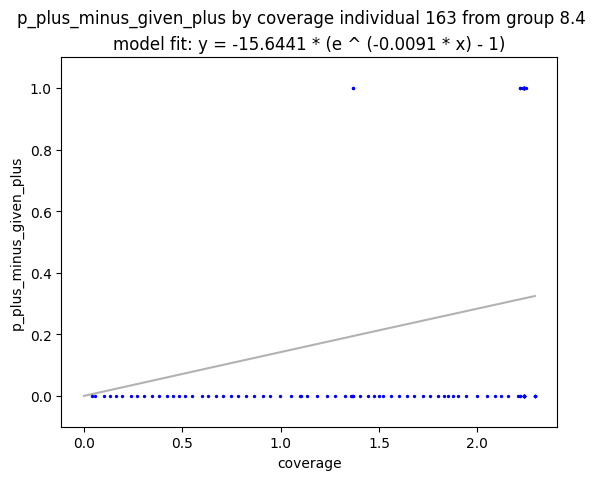 p_plus_minus_given_plus by coverage individual 163 from group 8.4
model fit: y = -15.6441 * (e ^ (-0.0091 * x) - 1)
p_plus_minus_given_plus
1.0
0.8
0.6
0.4
0.2
0.0
0.0 0.5 1.0 1.5 2.0
coverage